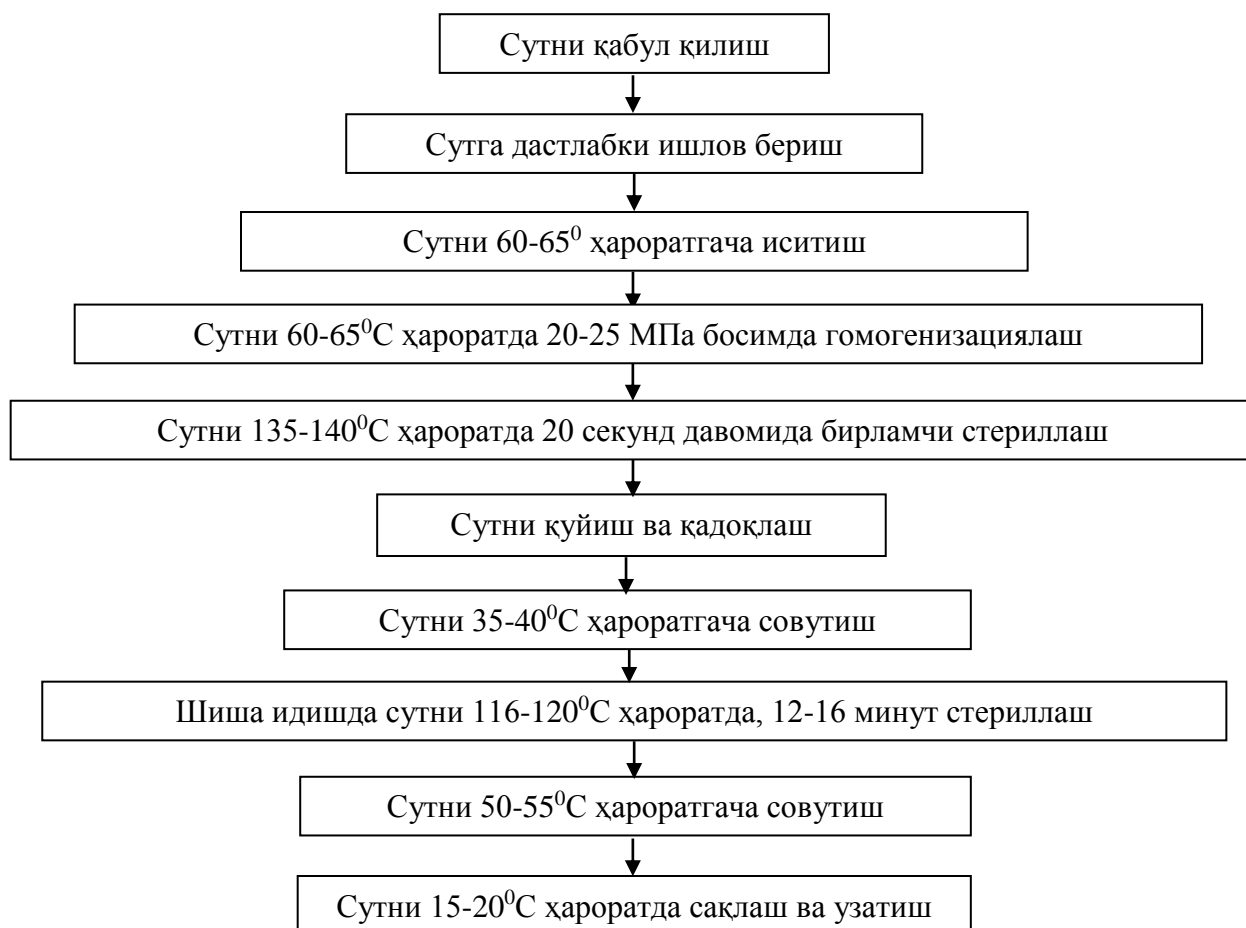 Сутни қабул қилиш
Сутга дастлабки ишлов бериш
Сутни 60-65⁰ ҳароратгача иситиш
Сутни 60-65⁰С ҳароратда 20-25 МПа босимда гомогенизациялаш
Сутни 135-140⁰С ҳароратда 20 секунд давомида бирламчи стериллаш
Сутни қуйиш ва қадоқлаш
Сутни 35-40⁰С ҳароратгача совутиш
Шиша идишда сутни 116-120⁰С ҳароратда, 12-16 минут стериллаш
Сутни 50-55⁰С ҳароратгача совутиш
Сутни 15-20⁰С ҳароратда сақлаш ва узатиш